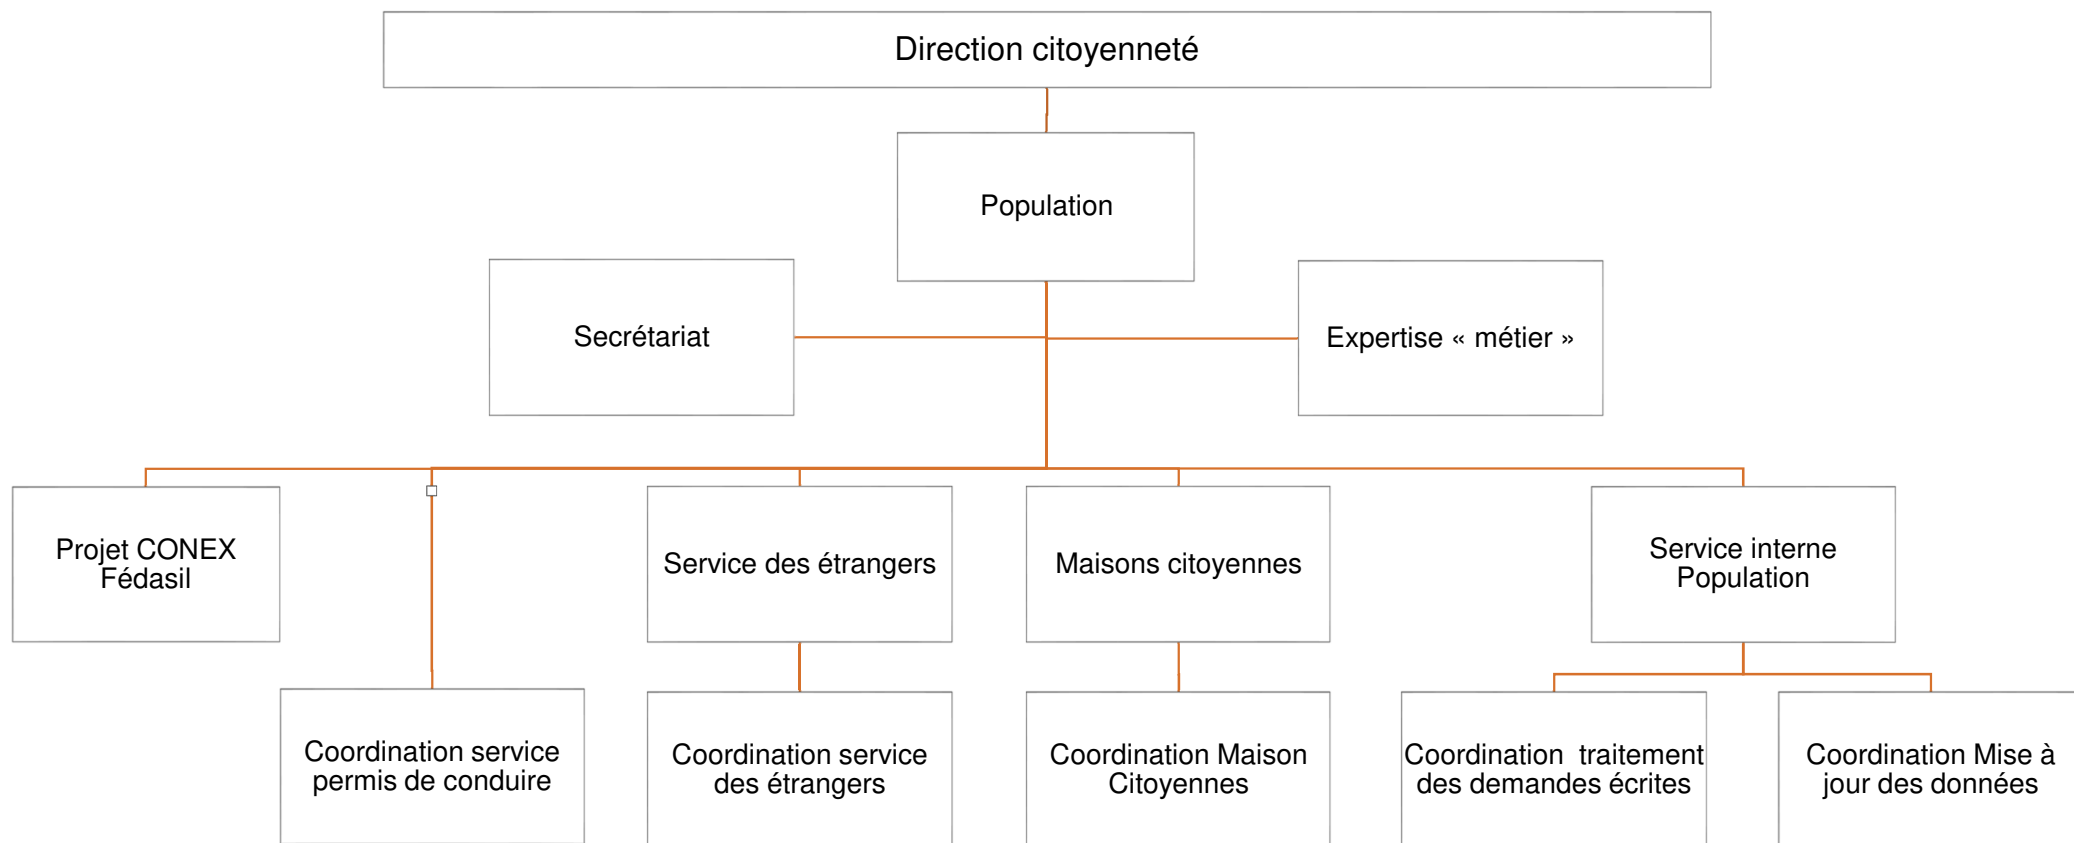 Direction citoyenneté
Population
Secrétariat
Expertise « métier »
Projet CONEX
Fédasil
Service des étrangers
Maisons citoyennes
Service interne
Population
Coordination service
permis de conduire
Coordination service
des étrangers
Coordination Maison
Citoyennes
Coordination  traitement
des demandes écrites
Coordination Mise à
jour des données